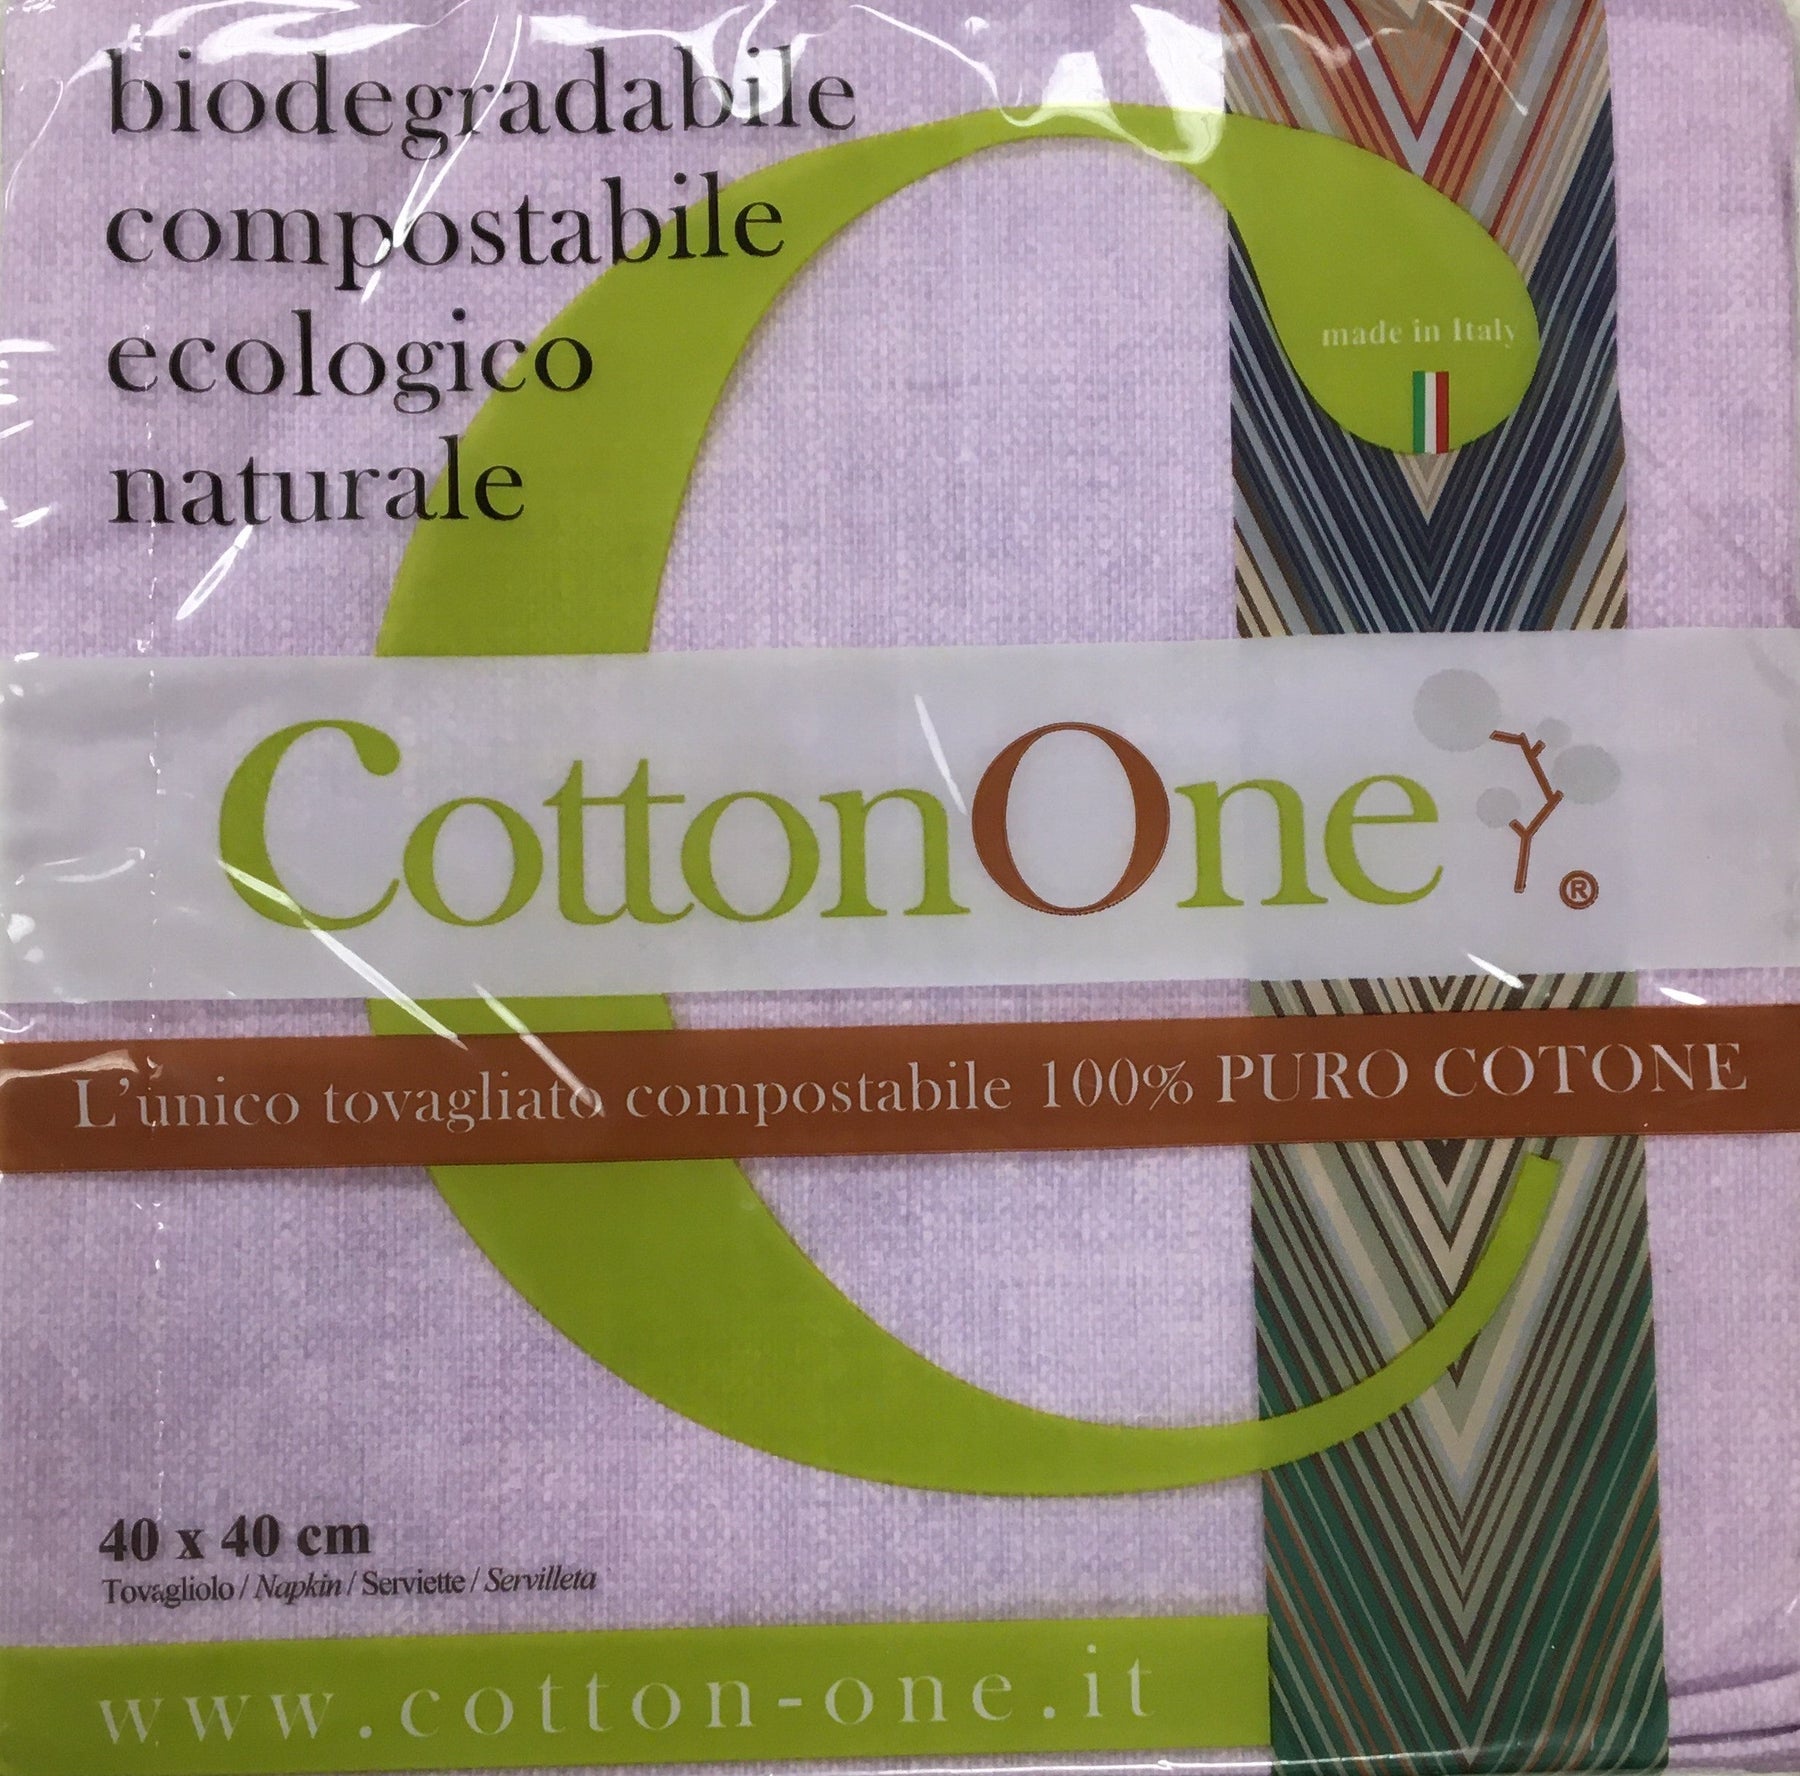 biodegradabile
compostabile
ecologico
naturale
made in Italy
CottonOne ®
L'unico tovagliato compostabile 100% PURO COTONE
40 x 40 cm
Tovagliolo / Napkin / Serviette / Servilleta
www.cotton-one.it